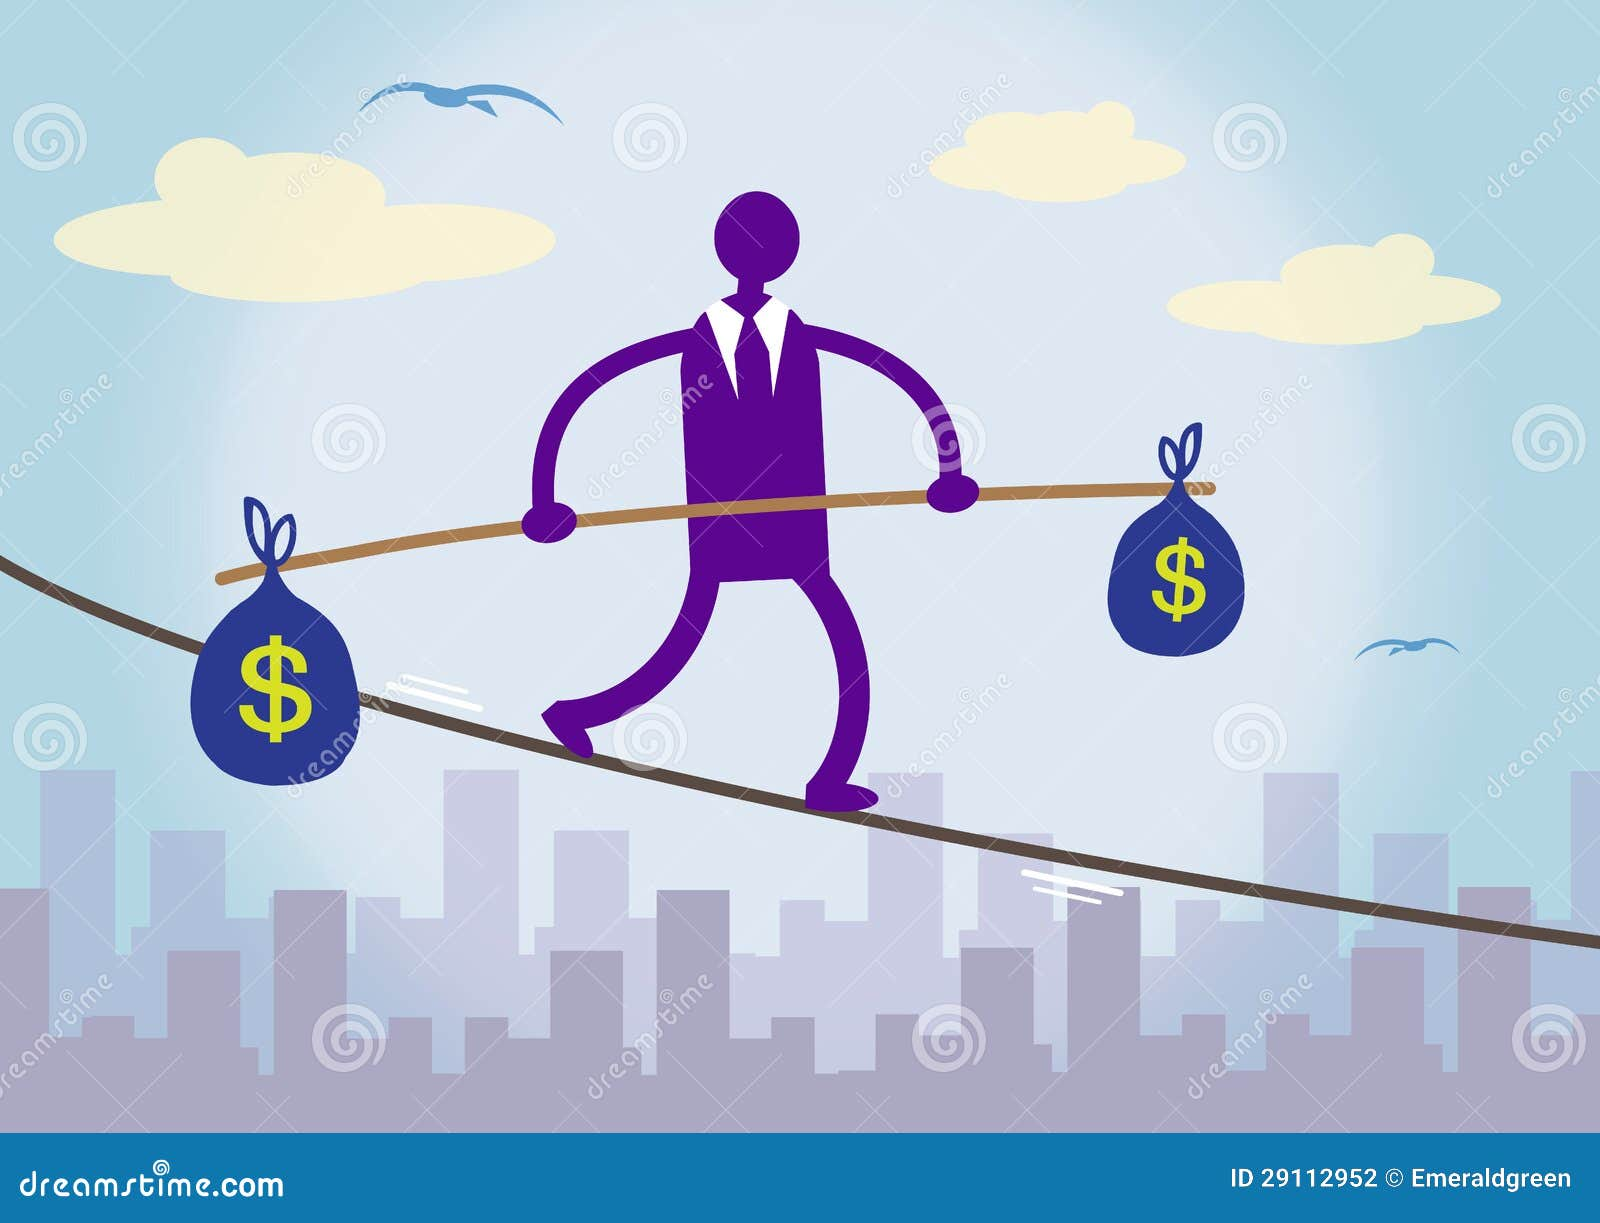 $
$
dreamstime.com
ID 29112952 © Emeraldgreen